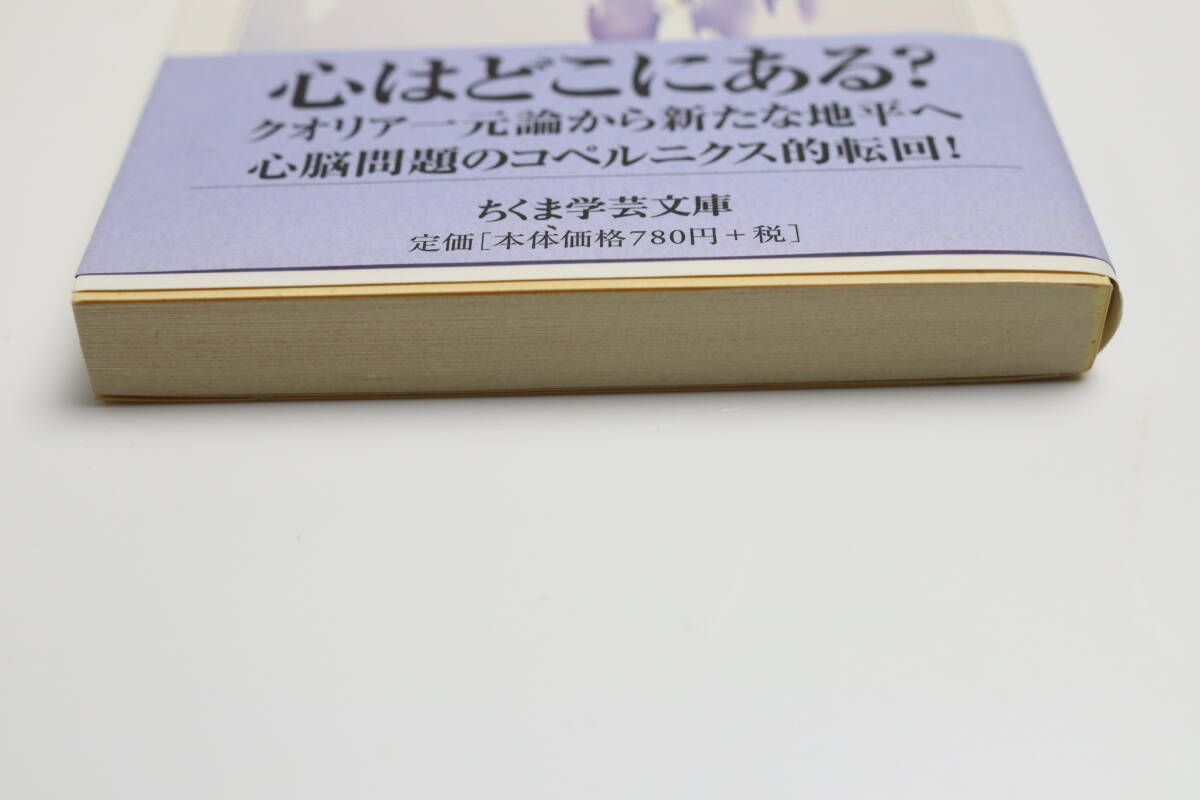 心はどこにある?
クオリア一元論から新たな地平へ
心脳問題のコペルニクス的転回!
ちくま学芸文庫
定価[本体価格780円+税]